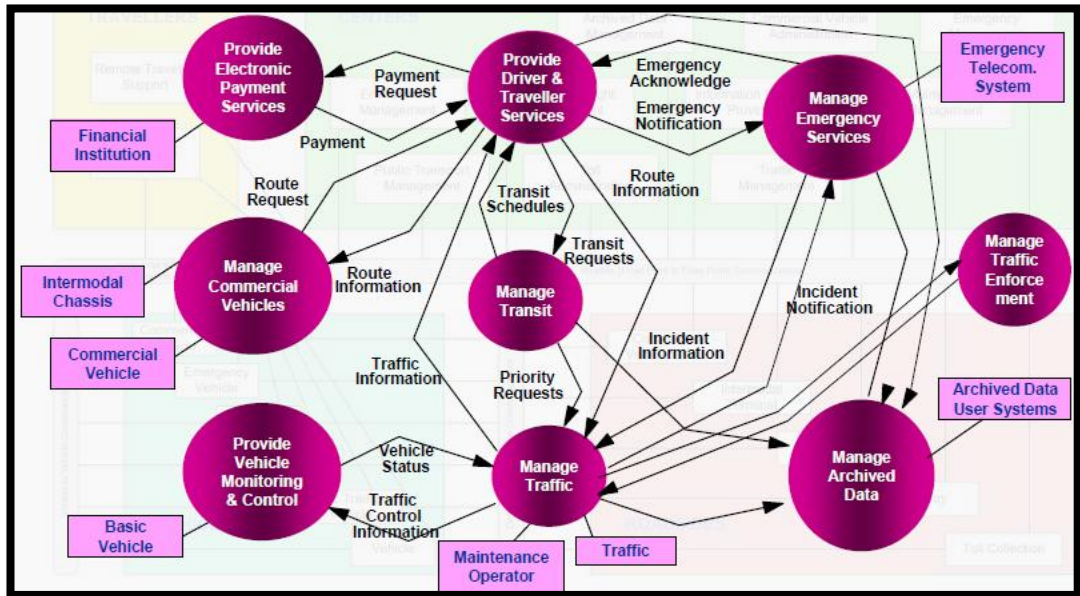 TRAVELLERS
CENTERS
Provide
Electronic
Payment
Services
Payment
Request
Payment
Provide
Driver &
Traveller
Services
Emergency
Acknowledge
Emergency
Notification
Manage
Emergency
Services
Emergency
Telecom.
System
Financial
Institution
Route
Request
Transit
Schedules
Route
Information
Manage
Commercial
Vehicles
Route
Information
Intermodal
Chassis
Commercial
Vehicle
Manage
Transit
Transit
Requests
Incident
Notification
Manage
Traffic
Enforce
ment
Traffic
Information
Priority
Requests
Incident
Information
Archived Data
User Systems
Provide
Vehicle
Monitoring
& Control
Vehicle
Status
Traffic
Control
Information
Manage
Traffic
Manage
Archived
Data
Basic
Vehicle
Maintenance
Operator
Traffic
Toll Collection